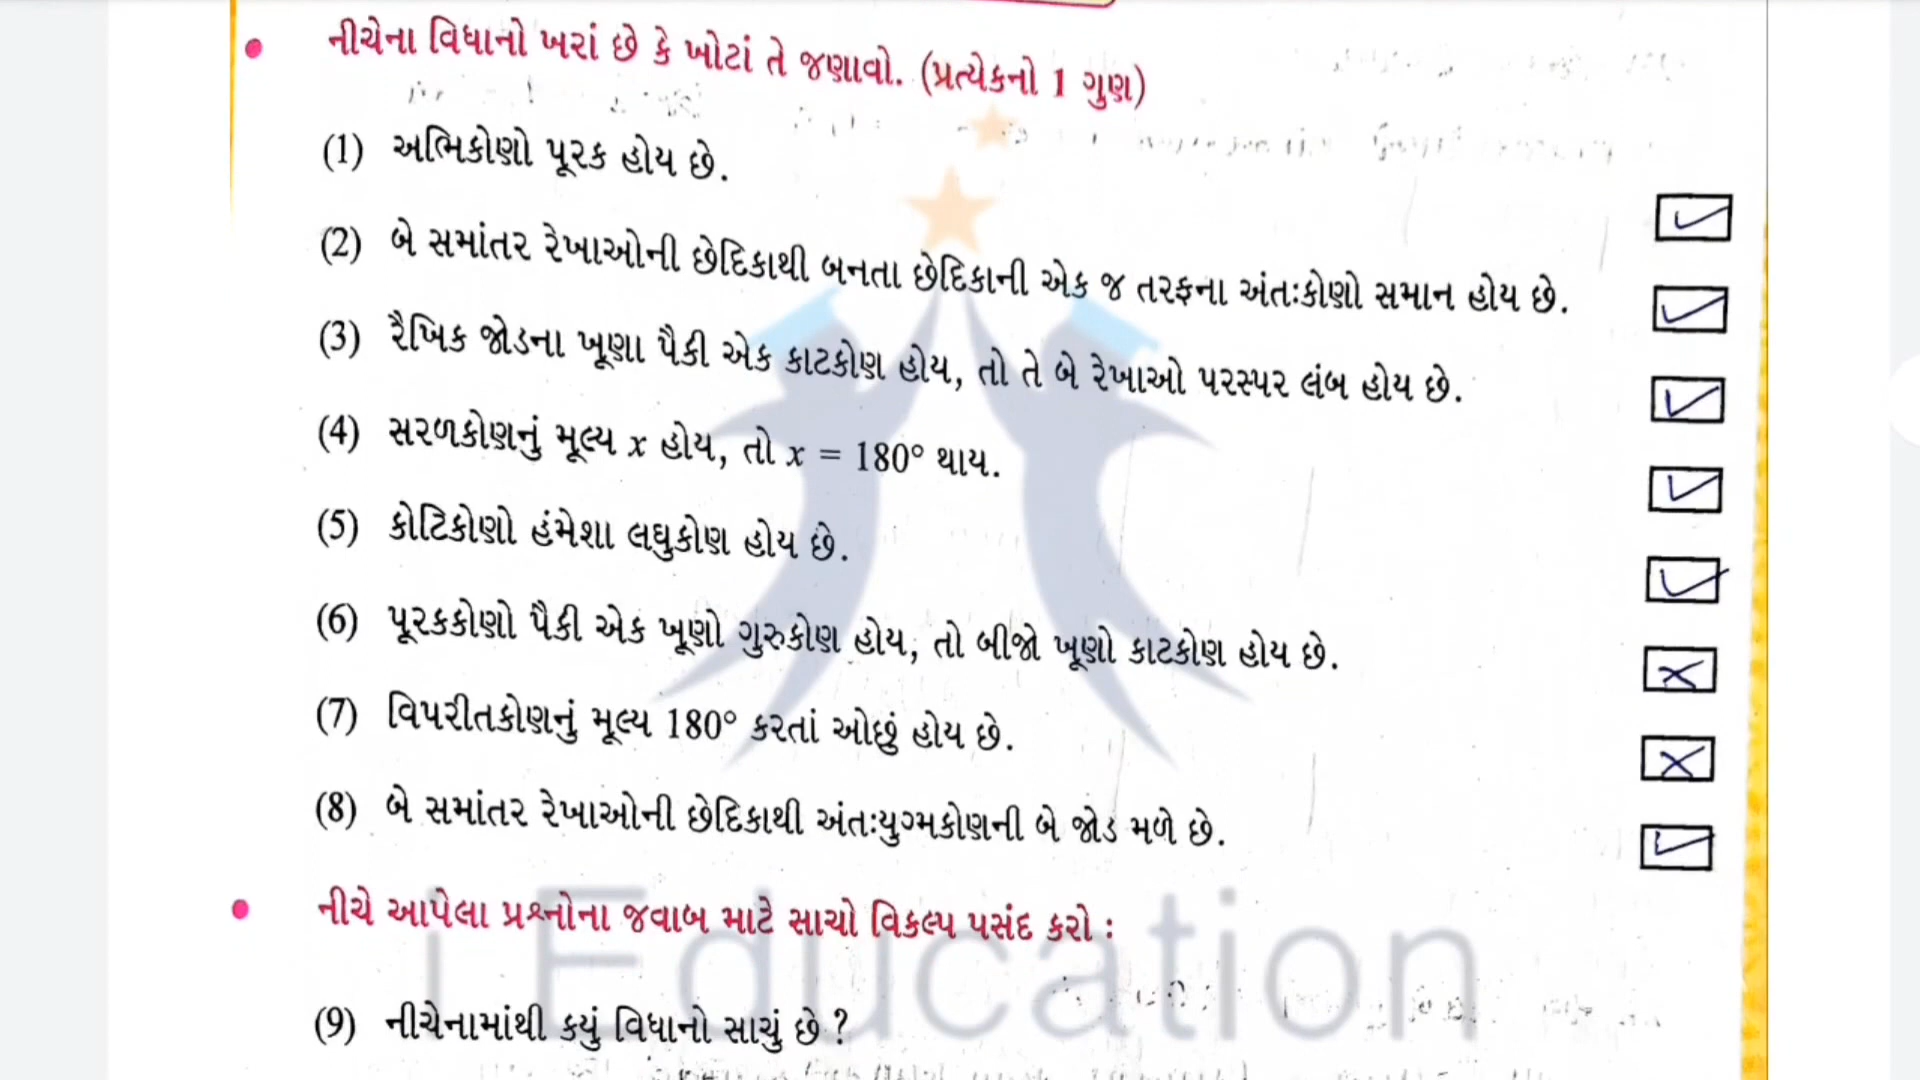 નીચેના વિધાનો ખરાં છે કે ખોટાં તે જણાવો. (પ્રત્યેકનો 1 ગુણ)
(1) અભિકોણો પૂરક હોય છે.
(2) બે સમાંતર રેખાઓની છેદિકાથી બનતા છેદિકાની એક જ તરફના અંતઃકોણો સમાન હોય છે.
(3) રૈખિક જોડના ખૂણા પૈકી એક કાટકોણ હોય, તો તે બે રેખાઓ પરસ્પર લંબ હોય છે.
(4) સરળકોણનું મૂલ્ય x હોય, તો x = 180° થાય.
(5) કોટિકોણો હંમેશા લઘુકોણ હોય છે.
(6) પૂરકકોણો પૈકી એક ખૂણો ગુરુકોણ હોય, તો બીજો ખૂણો કાટકોણ હોય છે.
(7) વિપરીતકોણનું મૂલ્ય 180° કરતાં ઓછું હોય છે.
(8) બે સમાંતર રેખાઓની છેદિકાથી અંતઃયુગ્મકોણની બે જોડ મળે છે.
નીચે આપેલા પ્રશ્નોના જવાબ માટે સાચો વિકલ્પ પસંદ કરો :
i Education
(9) નીચેનામાંથી કયું વિધાનો સાચું છે ?